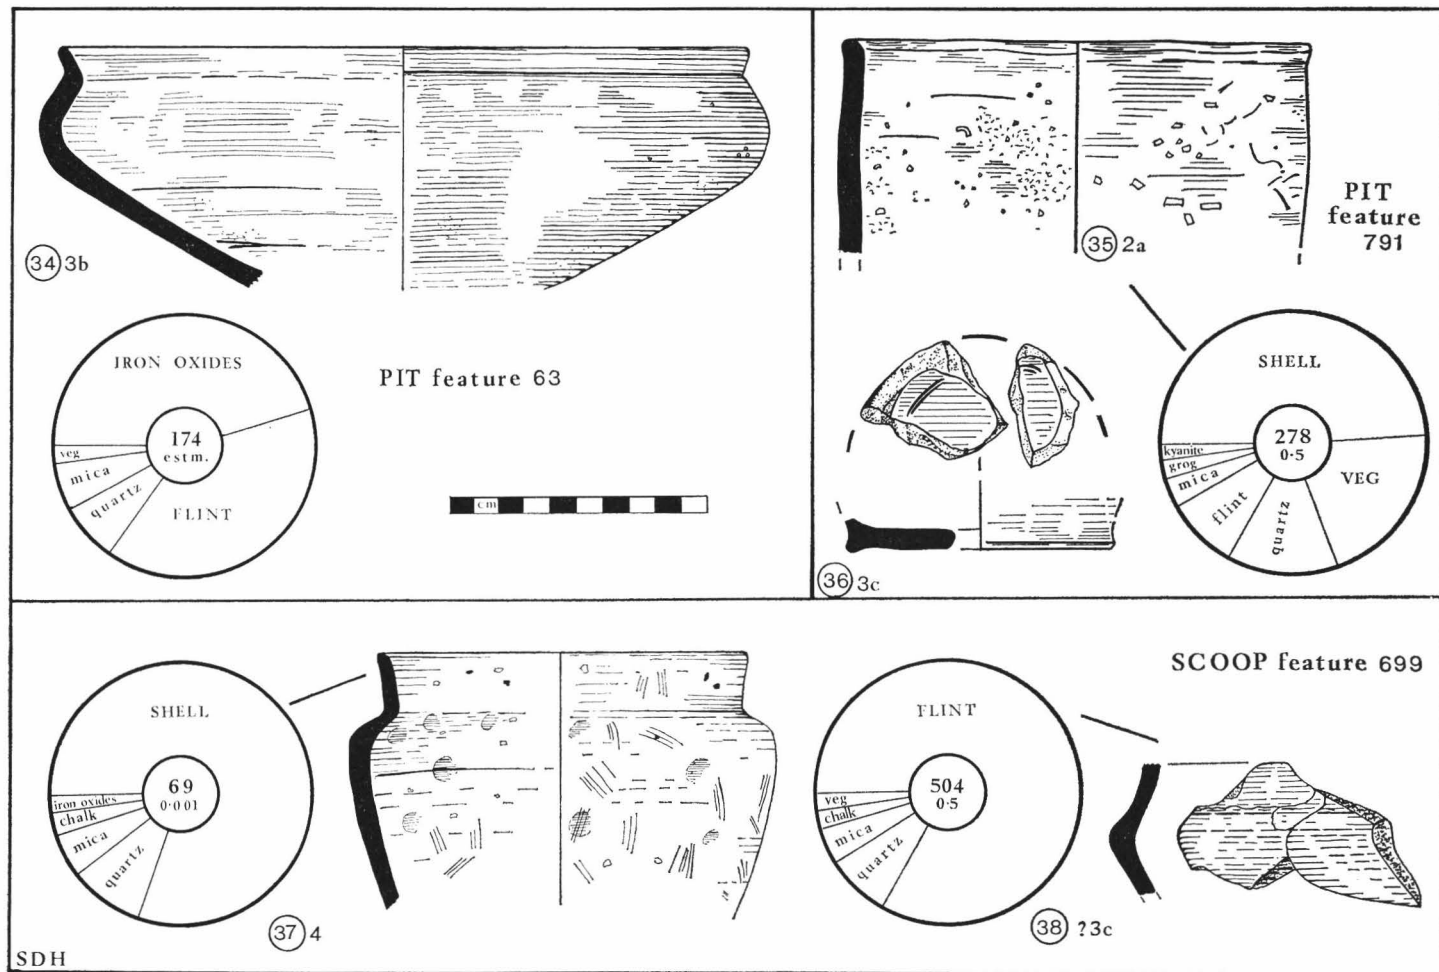 34 3b
IRON OXIDES
174
estm.
veg
mica
quartz
FLINT
PIT feature 63
cm
35 2a
PIT
feature
791
SHELL
278
0·5
kyanite
grog
mica
flint
quartz
VEG
36 3c
SHELL
69
0·001
iron oxides
chalk
mica
quartz
37 4
FLINT
504
0·5
veg
chalk
mica
quartz
38 ?3c
SCOOP feature 699
SDH